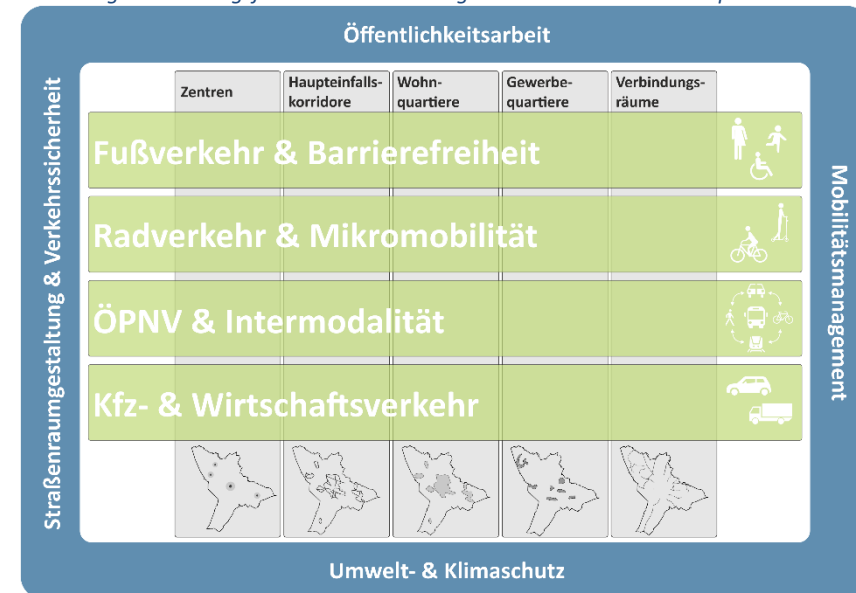 Öffentlichkeitsarbeit
Straßenraumgestaltung & Verkehrssicherheit
Zentren
Haupteinfalls-
korridore
Wohn-
quartiere
Gewerbe-
quartiere
Verbindungs-
räume
Fußverkehr & Barrierefreiheit
Radverkehr & Mikromobilität
ÖPNV & Intermodalität
Kfz- & Wirtschaftsverkehr
Mobilitätsmanagement
Umwelt- & Klimaschutz